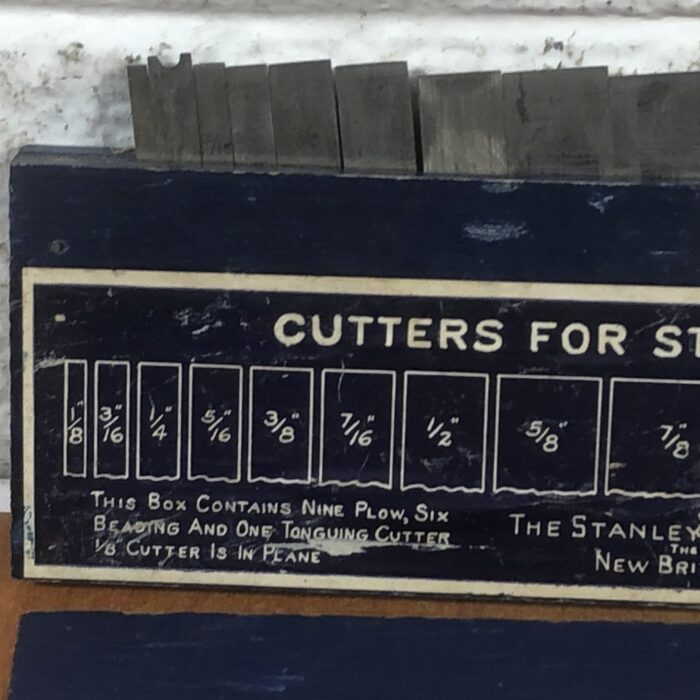 CUTTERS FOR ST
1/8" 3/16" 1/4" 5/16" 3/8" 7/16" 1/2" 5/8" 7/8
THIS BOX CONTAINS NINE PLOW, SIX
BEADING AND ONE TONGUING CUTTER
1/8 CUTTER IS IN PLANE
THE STANLEY
THE
NEW BRI